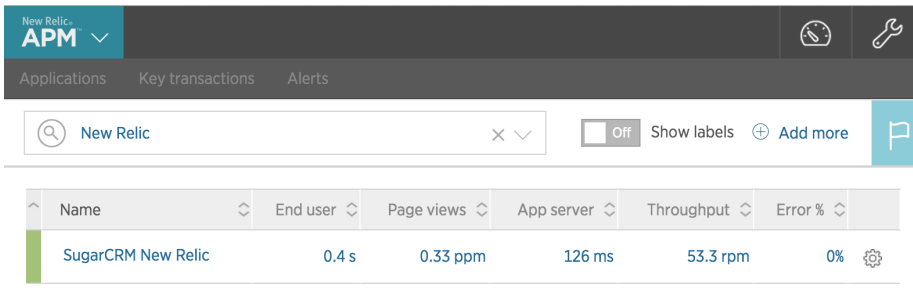 New Relic®
APM™
Applications Key transactions Alerts
New Relic Off Show labels Add more
Name End user Page views App server Throughput Error %
SugarCRM New Relic 0.4 s 0.33 ppm 126 ms 53.3 rpm 0%